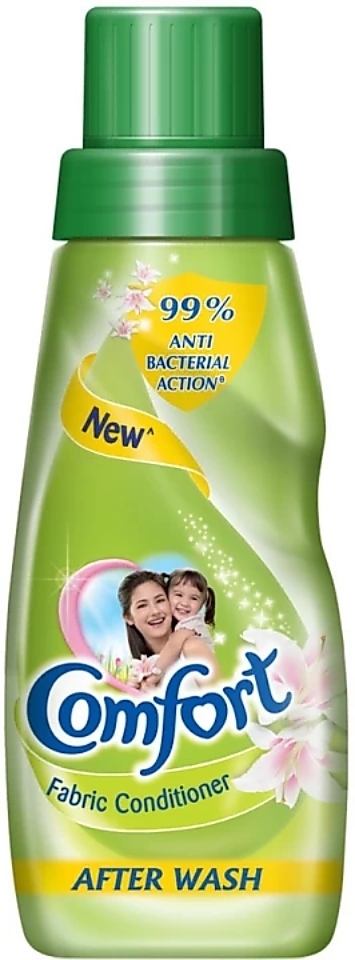 99%
ANTI
BACTERIAL
ACTION®
New^
Comfort
Fabric Conditioner
AFTER WASH